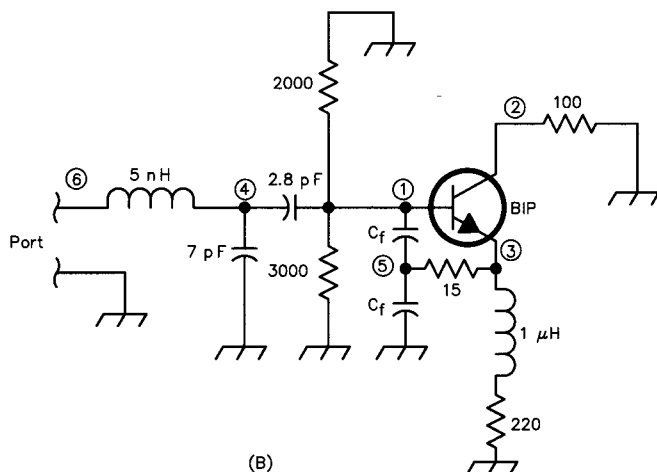 2000
②
100
⑥
5 nH
④
2.8 pF
①
BIP
C_f
Port
7 pF
3000
⑤
③
15
C_f
1 μH
220
(B)